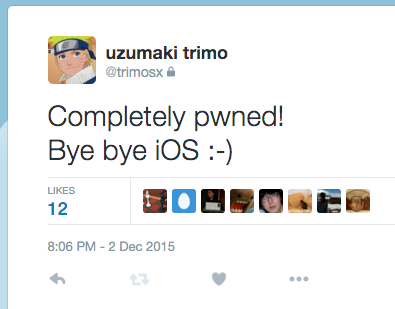 uzumaki trimo
@trimosx
Completely pwned!
Bye bye iOS :-)
LIKES
12
8:06 PM - 2 Dec 2015